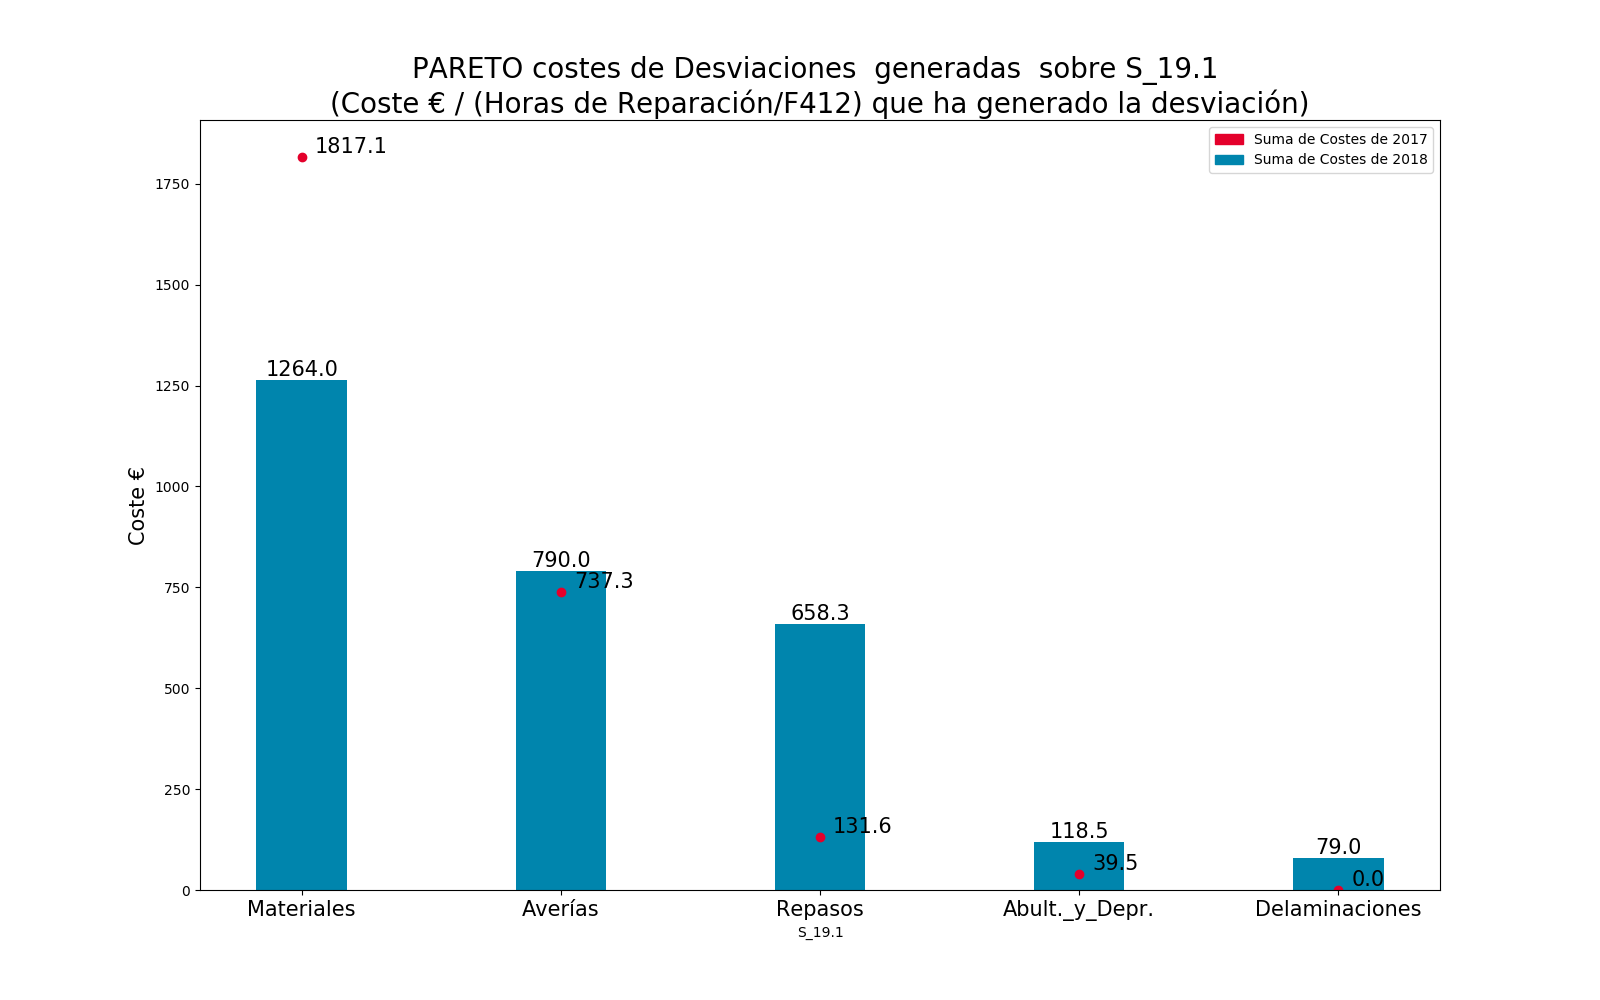 PARETO costes de Desviaciones  generadas  sobre S_19.1
(Coste € / (Horas de Reparación/F412) que ha generado la desviación)
Suma de Costes de 2017
Suma de Costes de 2018
Coste €
1750
1500
1250
1000
750
500
250
0
1817.1
1264.0
790.0
737.3
658.3
131.6
118.5
39.5
79.0
0.0
Materiales
Averías
Repasos
Abult._y_Depr.
Delaminaciones
S_19.1